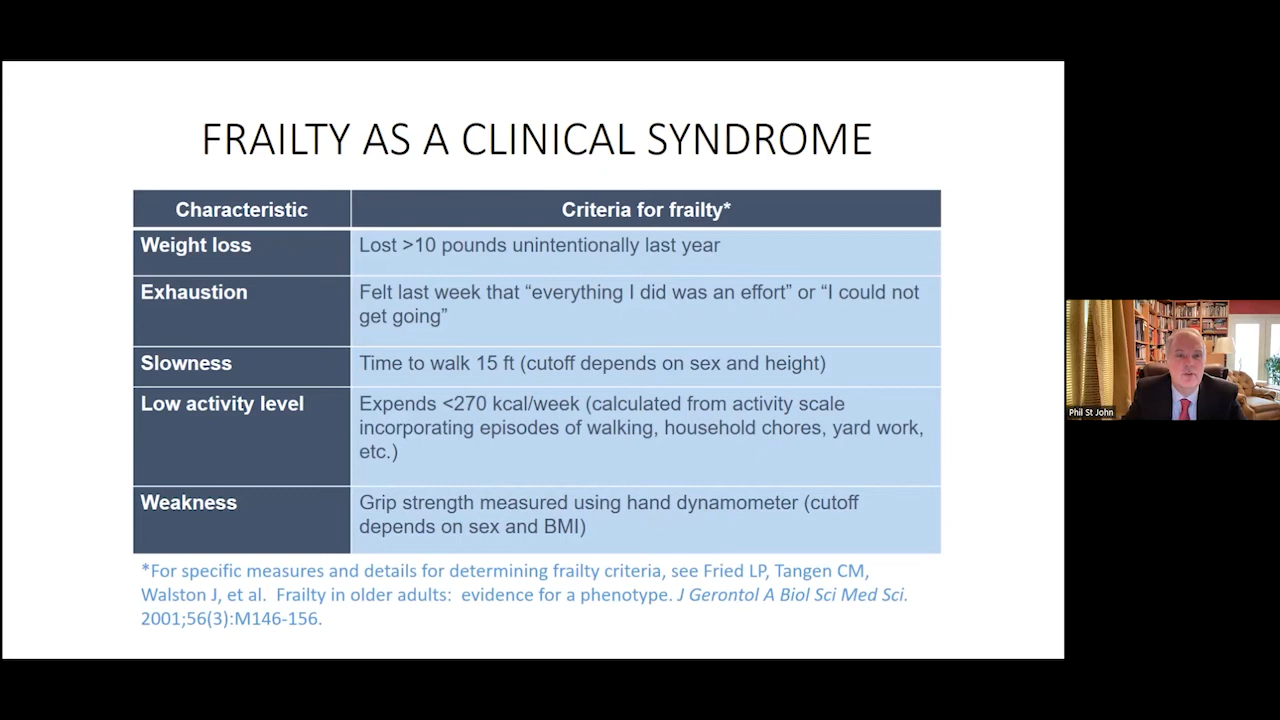 FRAILTY AS A CLINICAL SYNDROME
Characteristic
Criteria for frailty*
Weight loss
Lost >10 pounds unintentionally last year
Exhaustion
Felt last week that “everything I did was an effort” or “I could not
get going”
Slowness
Time to walk 15 ft (cutoff depends on sex and height)
Low activity level
Expends <270 kcal/week (calculated from activity scale
incorporating episodes of walking, household chores, yard work,
etc.)
Weakness
Grip strength measured using hand dynamometer (cutoff
depends on sex and BMI)
*For specific measures and details for determining frailty criteria, see Fried LP, Tangen CM,
Walston J, et al.  Frailty in older adults:  evidence for a phenotype. J Gerontol A Biol Sci Med Sci.
2001;56(3):M146-156.
Phil St John